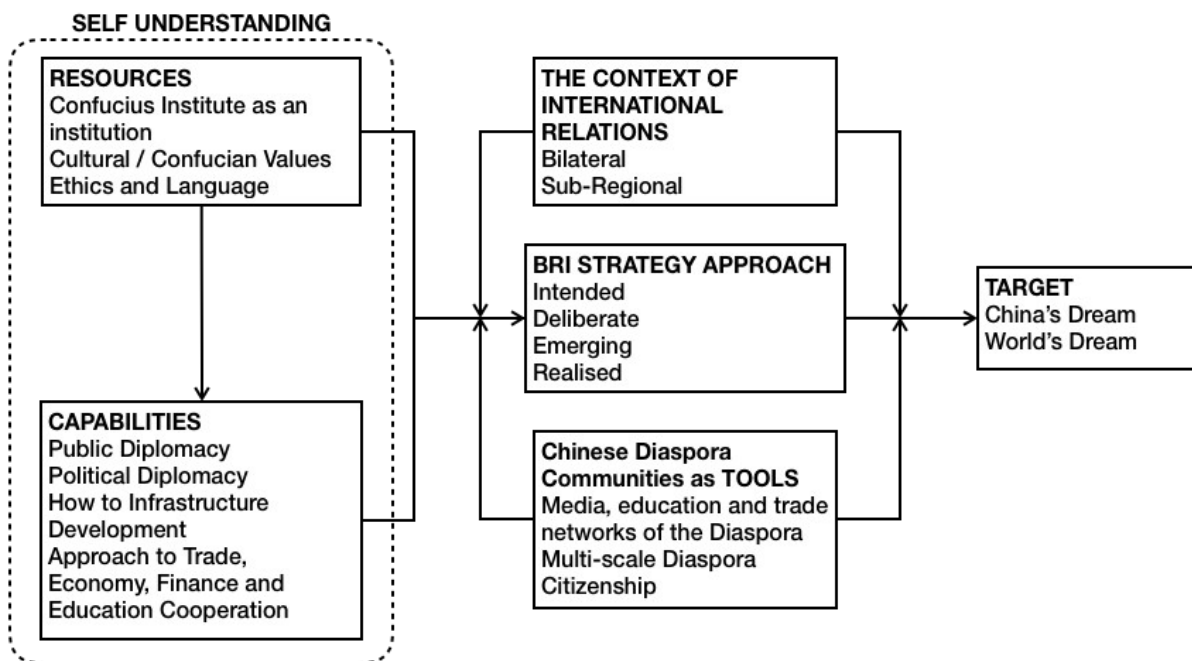 SELF UNDERSTANDING
RESOURCES
Confucius Institute as an
institution
Cultural / Confucian Values
Ethics and Language
CAPABILITIES
Public Diplomacy
Political Diplomacy
How to Infrastructure
Development
Approach to Trade,
Economy, Finance and
Education Cooperation
THE CONTEXT OF
INTERNATIONAL
RELATIONS
Bilateral
Sub-Regional
BRI STRATEGY APPROACH
Intended
Deliberate
Emerging
Realised
Chinese Diaspora
Communities as TOOLS
Media, education and trade
networks of the Diaspora
Multi-scale Diaspora
Citizenship
TARGET
China’s Dream
World’s Dream